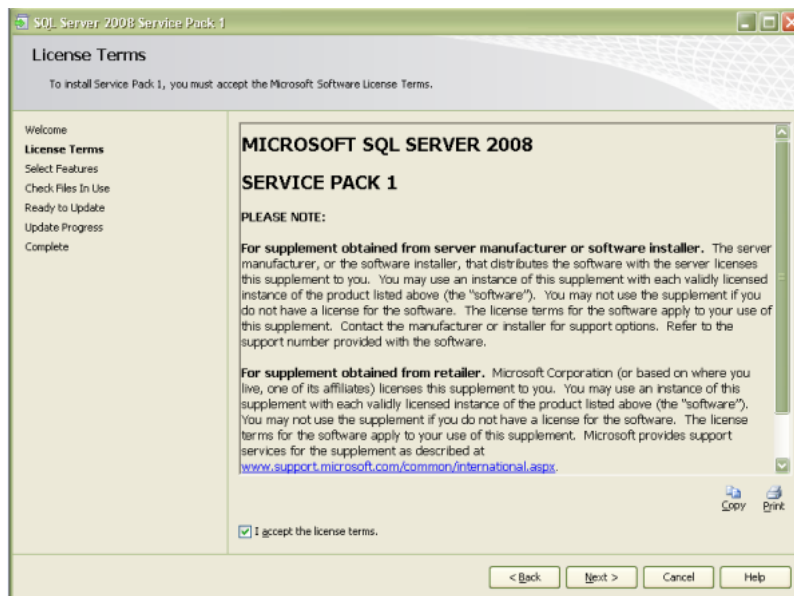 SQL Server 2008 Service Pack 1
License Terms
To install Service Pack 1, you must accept the Microsoft Software License Terms.
Welcome
License Terms
Select Features
Check Files In Use
Ready to Update
Update Progress
Complete
MICROSOFT SQL SERVER 2008
SERVICE PACK 1
PLEASE NOTE:
For supplement obtained from server manufacturer or software installer. The server
manufacturer, or the software installer, that distributes the software with the server licenses
this supplement to you. You may use an instance of this supplement with each validly licensed
instance of the product listed above (the "software"). You may not use the supplement if you
do not have a license for the software. The license terms for the software apply to your use of
this supplement. Contact the manufacturer or installer for support options. Refer to the
support number provided with the software.
For supplement obtained from retailer. Microsoft Corporation (or based on where you
live, one of its affiliates) licenses this supplement to you. You may use an instance of this
supplement with each validly licensed instance of the product listed above (the "software").
You may not use the supplement if you do not have a license for the software. The license
terms for the software apply to your use of this supplement. Microsoft provides support
services for the supplement as described at
www.support.microsoft.com/common/international.aspx.
Copy Print
I accept the license terms.
< Back Next > Cancel Help